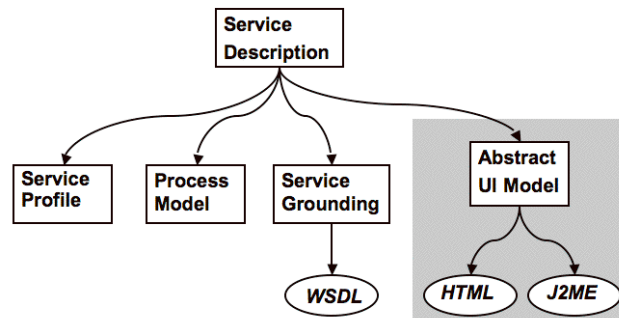 Service
Description
Service
Profile
Process
Model
Service
Grounding
Abstract
UI Model
WSDL
HTML
J2ME